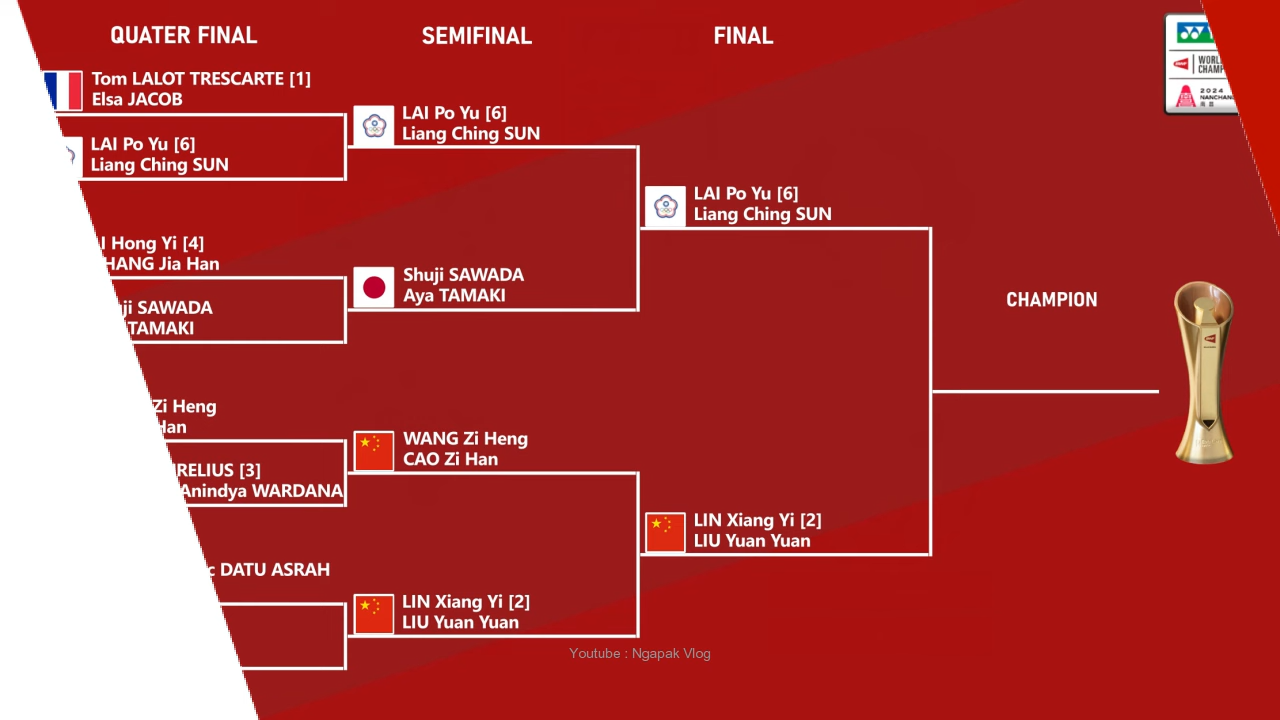 QUATER FINAL
SEMIFINAL
FINAL
Tom LALOT TRESCARTE [1]
Elsa JACOB
LAI Po Yu [6]
Liang Ching SUN
Hong Yi [4]
Jia Han
SAWADA
TAMAKI
Zi Heng
Han
[3]
Anindya WARDANA
DATU ASRAH
LAI Po Yu [6]
Liang Ching SUN
Shuji SAWADA
Aya TAMAKI
WANG Zi Heng
CAO Zi Han
LIN Xiang Yi [2]
LIU Yuan Yuan
LAI Po Yu [6]
Liang Ching SUN
LIN Xiang Yi [2]
LIU Yuan Yuan
CHAMPION
2024
Youtube : Ngapak Vlog